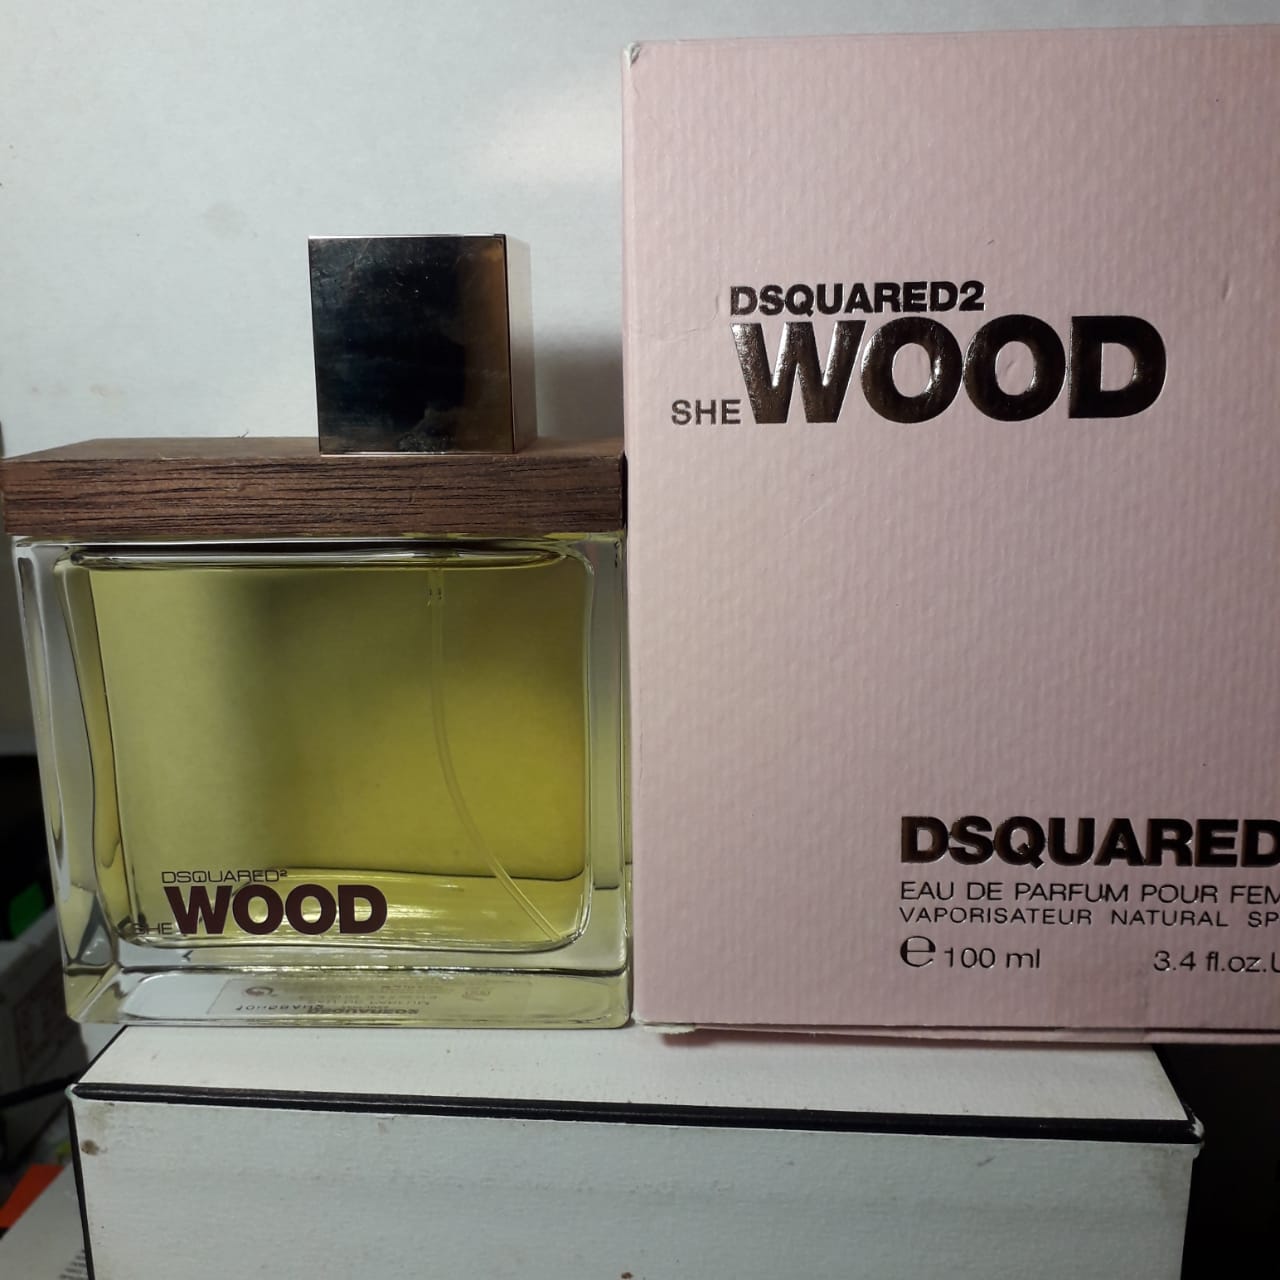 DSQUARED2
SHE WOOD
DSQUARED
EAU DE PARFUM POUR FEM
VAPORISATEUR NATURAL SP
e 100 ml 3.4 fl.oz.U
DSQUARED²
SHE WOOD